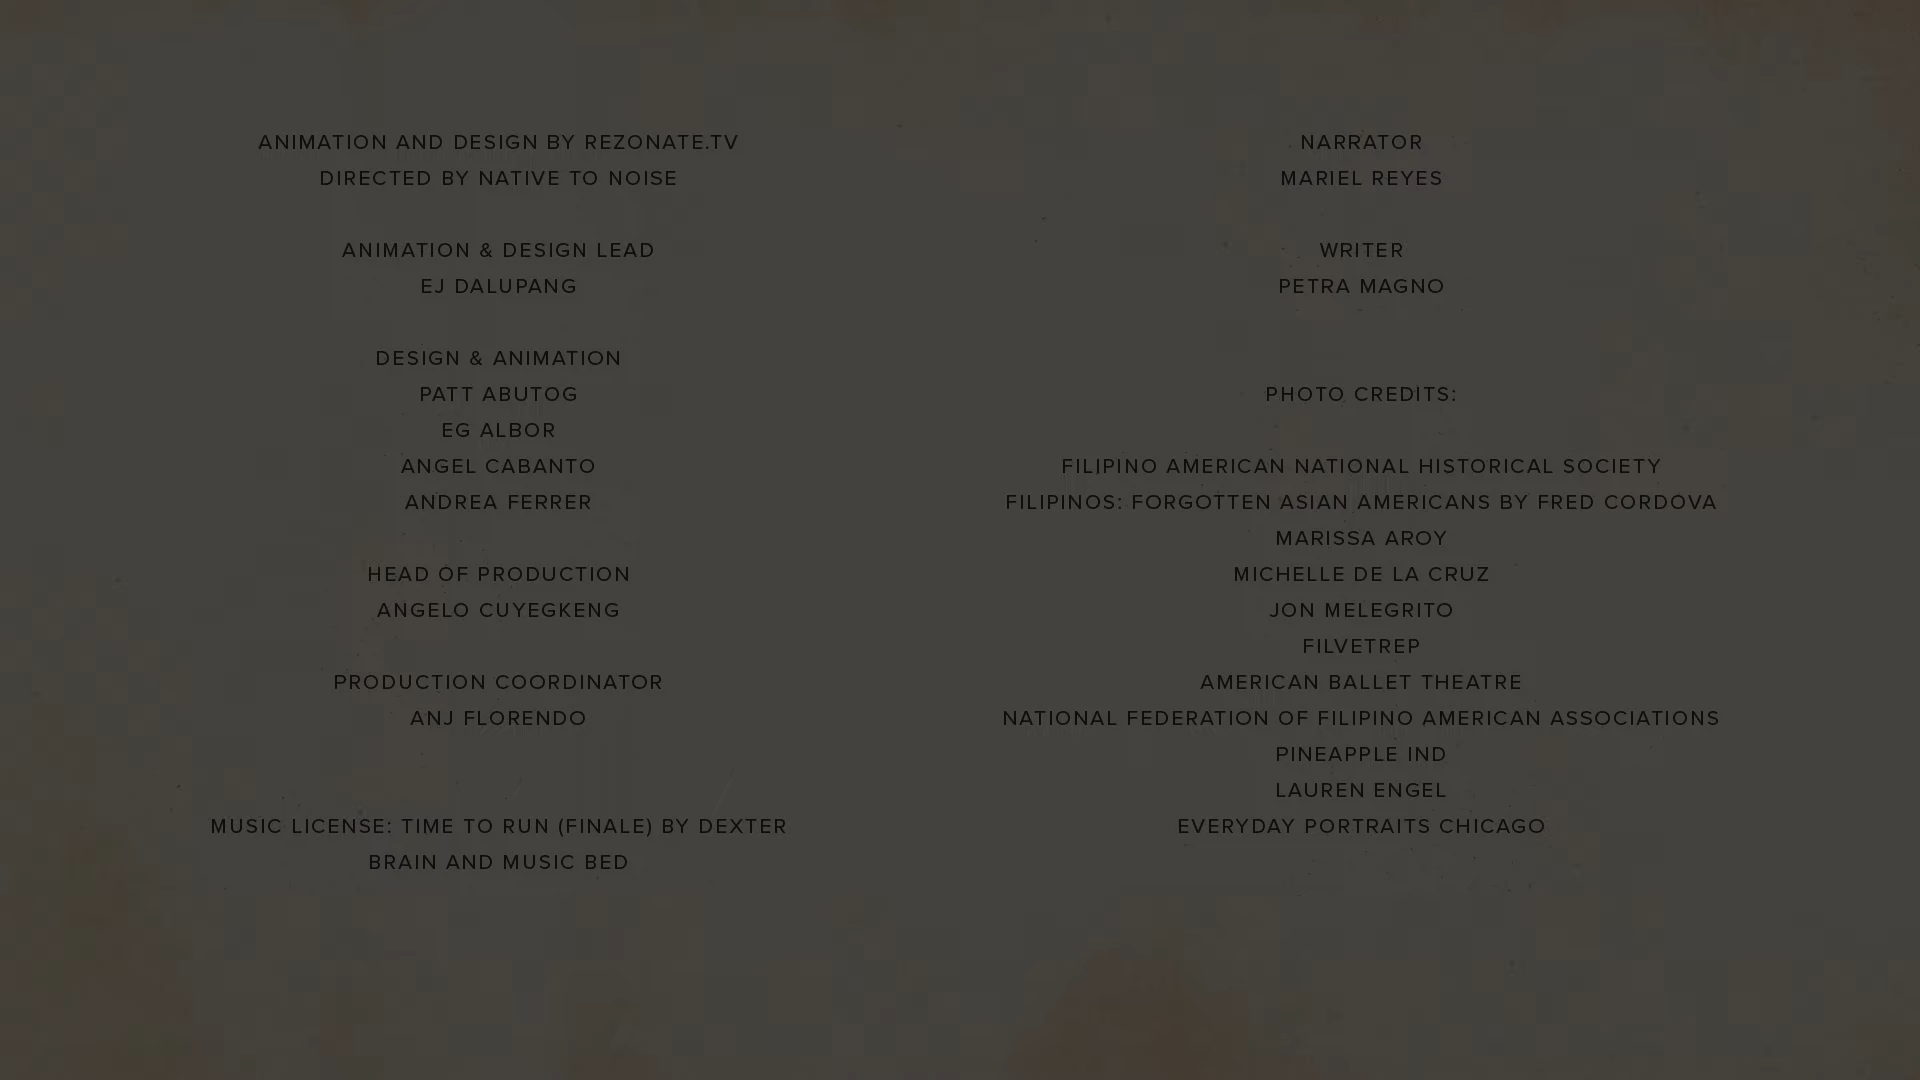 ANIMATION AND DESIGN BY REZONATE.TV
DIRECTED BY NATIVE TO NOISE
ANIMATION & DESIGN LEAD
EJ DALUPANG
DESIGN & ANIMATION
PATT ABUTOG
EG ALBOR
ANGEL CABANTO
ANDREA FERRER
HEAD OF PRODUCTION
ANGELO CUYEGKENG
PRODUCTION COORDINATOR
ANJ FLORENDO
MUSIC LICENSE: TIME TO RUN (FINALE) BY DEXTER
BRAIN AND MUSIC BED
NARRATOR
MARIEL REYES
WRITER
PETRA MAGNO
PHOTO CREDITS:
FILIPINO AMERICAN NATIONAL HISTORICAL SOCIETY
FILIPINOS: FORGOTTEN ASIAN AMERICANS BY FRED CORDOVA
MARISSA AROY
MICHELLE DE LA CRUZ
JON MELEGRITO
FILVETREP
AMERICAN BALLET THEATRE
NATIONAL FEDERATION OF FILIPINO AMERICAN ASSOCIATIONS
PINEAPPLE IND
LAUREN ENGEL
EVERYDAY PORTRAITS CHICAGO